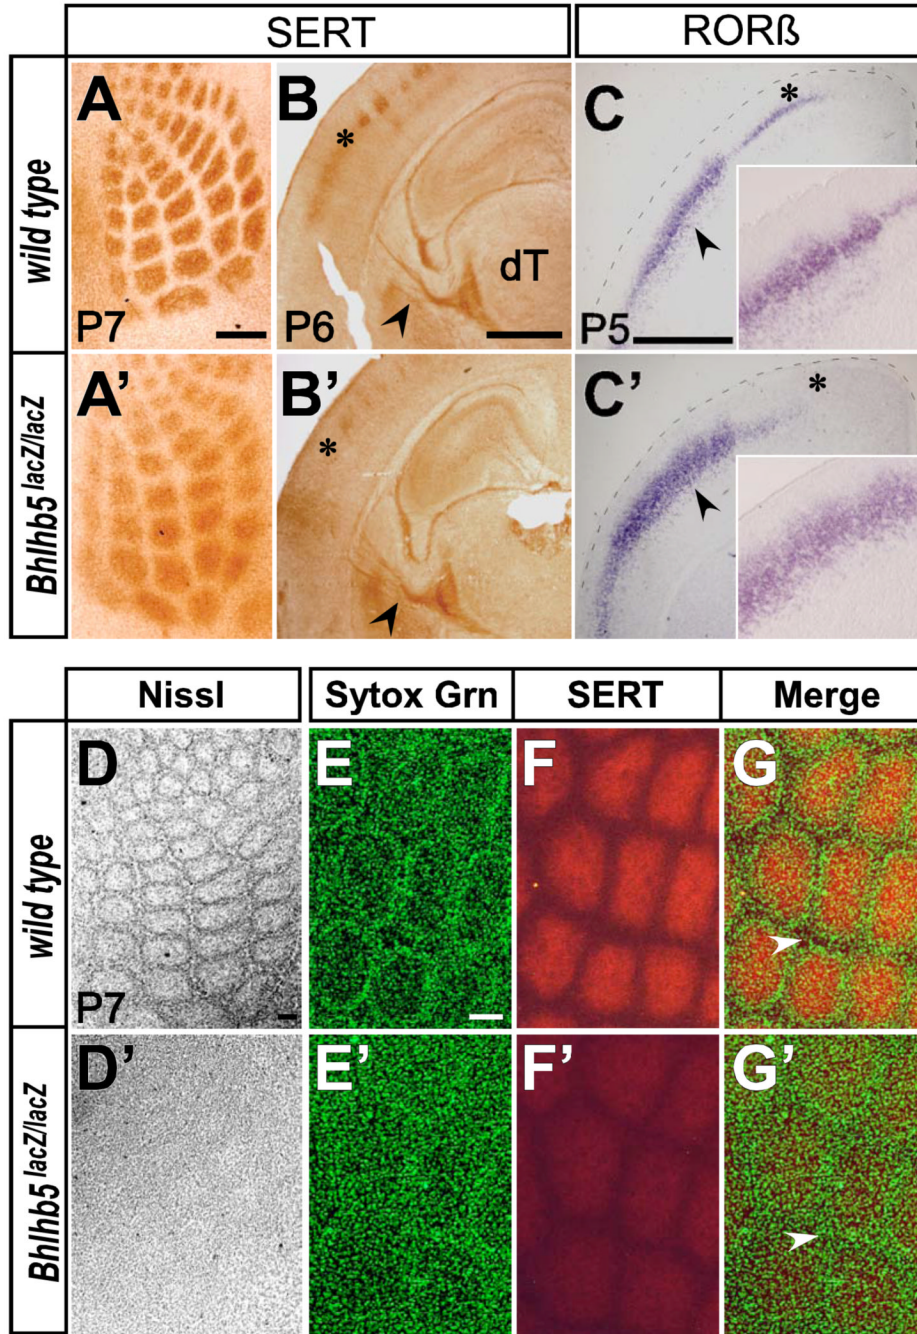 SERT RORß
wild type
A B C
* *
dT
P7 P6 P5
Bhlhb5 lacZ/lacZ
A' B' C'
* *
Nissl Sytox Grn SERT Merge
wild type
D E F G
P7
Bhlhb5 lacZ/lacZ
D' E' F' G'